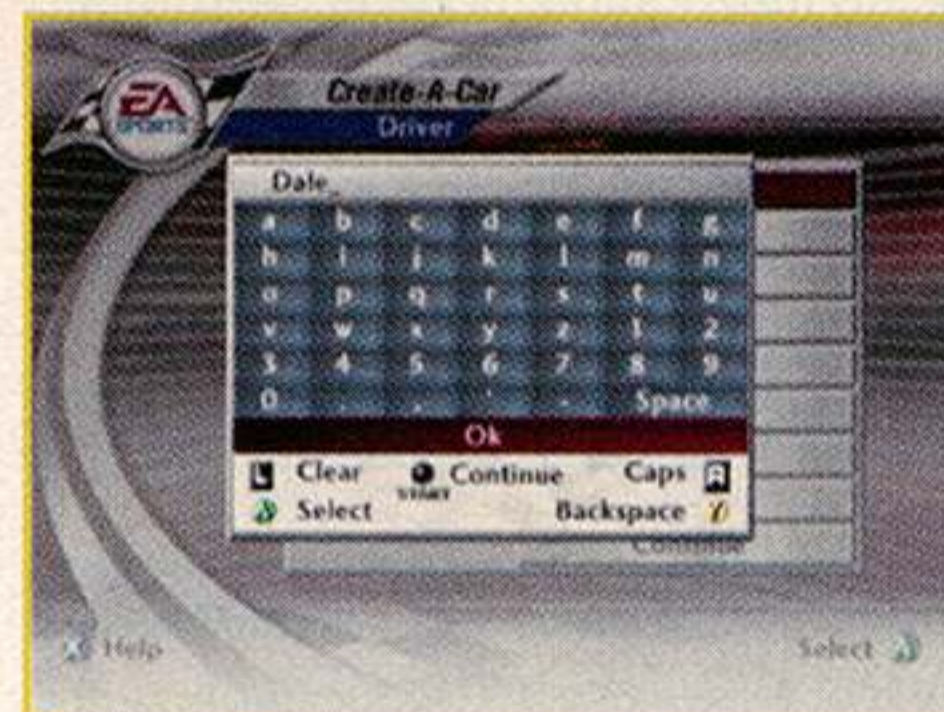 EA
SPORTS
Create-A-Car
Driver
Dale_
a b c d e f g
h i j k l m n
o p q r s t u
v w x y z 1 2
3 4 5 6 7 8 9
0 . , ' - Space
Ok
L Clear START Continue Caps R
A Select Backspace Y
Continue
X Help Select A